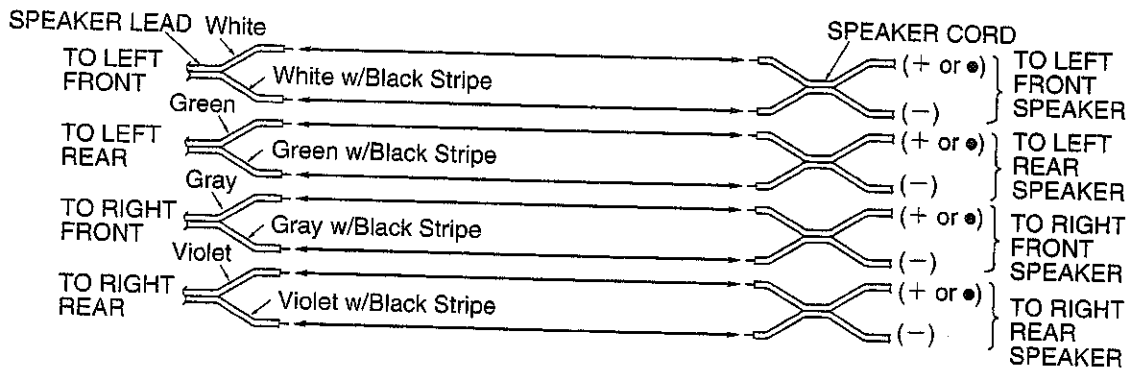 SPEAKER LEAD
White
SPEAKER CORD
TO LEFT
FRONT
White w/Black Stripe
(+ or ●)
(−)
TO LEFT
FRONT
SPEAKER
Green
TO LEFT
REAR
Green w/Black Stripe
(+ or ●)
(−)
TO LEFT
REAR
SPEAKER
Gray
TO RIGHT
FRONT
Gray w/Black Stripe
(+ or ●)
(−)
TO RIGHT
FRONT
SPEAKER
Violet
TO RIGHT
REAR
Violet w/Black Stripe
(+ or ●)
(−)
TO RIGHT
REAR
SPEAKER